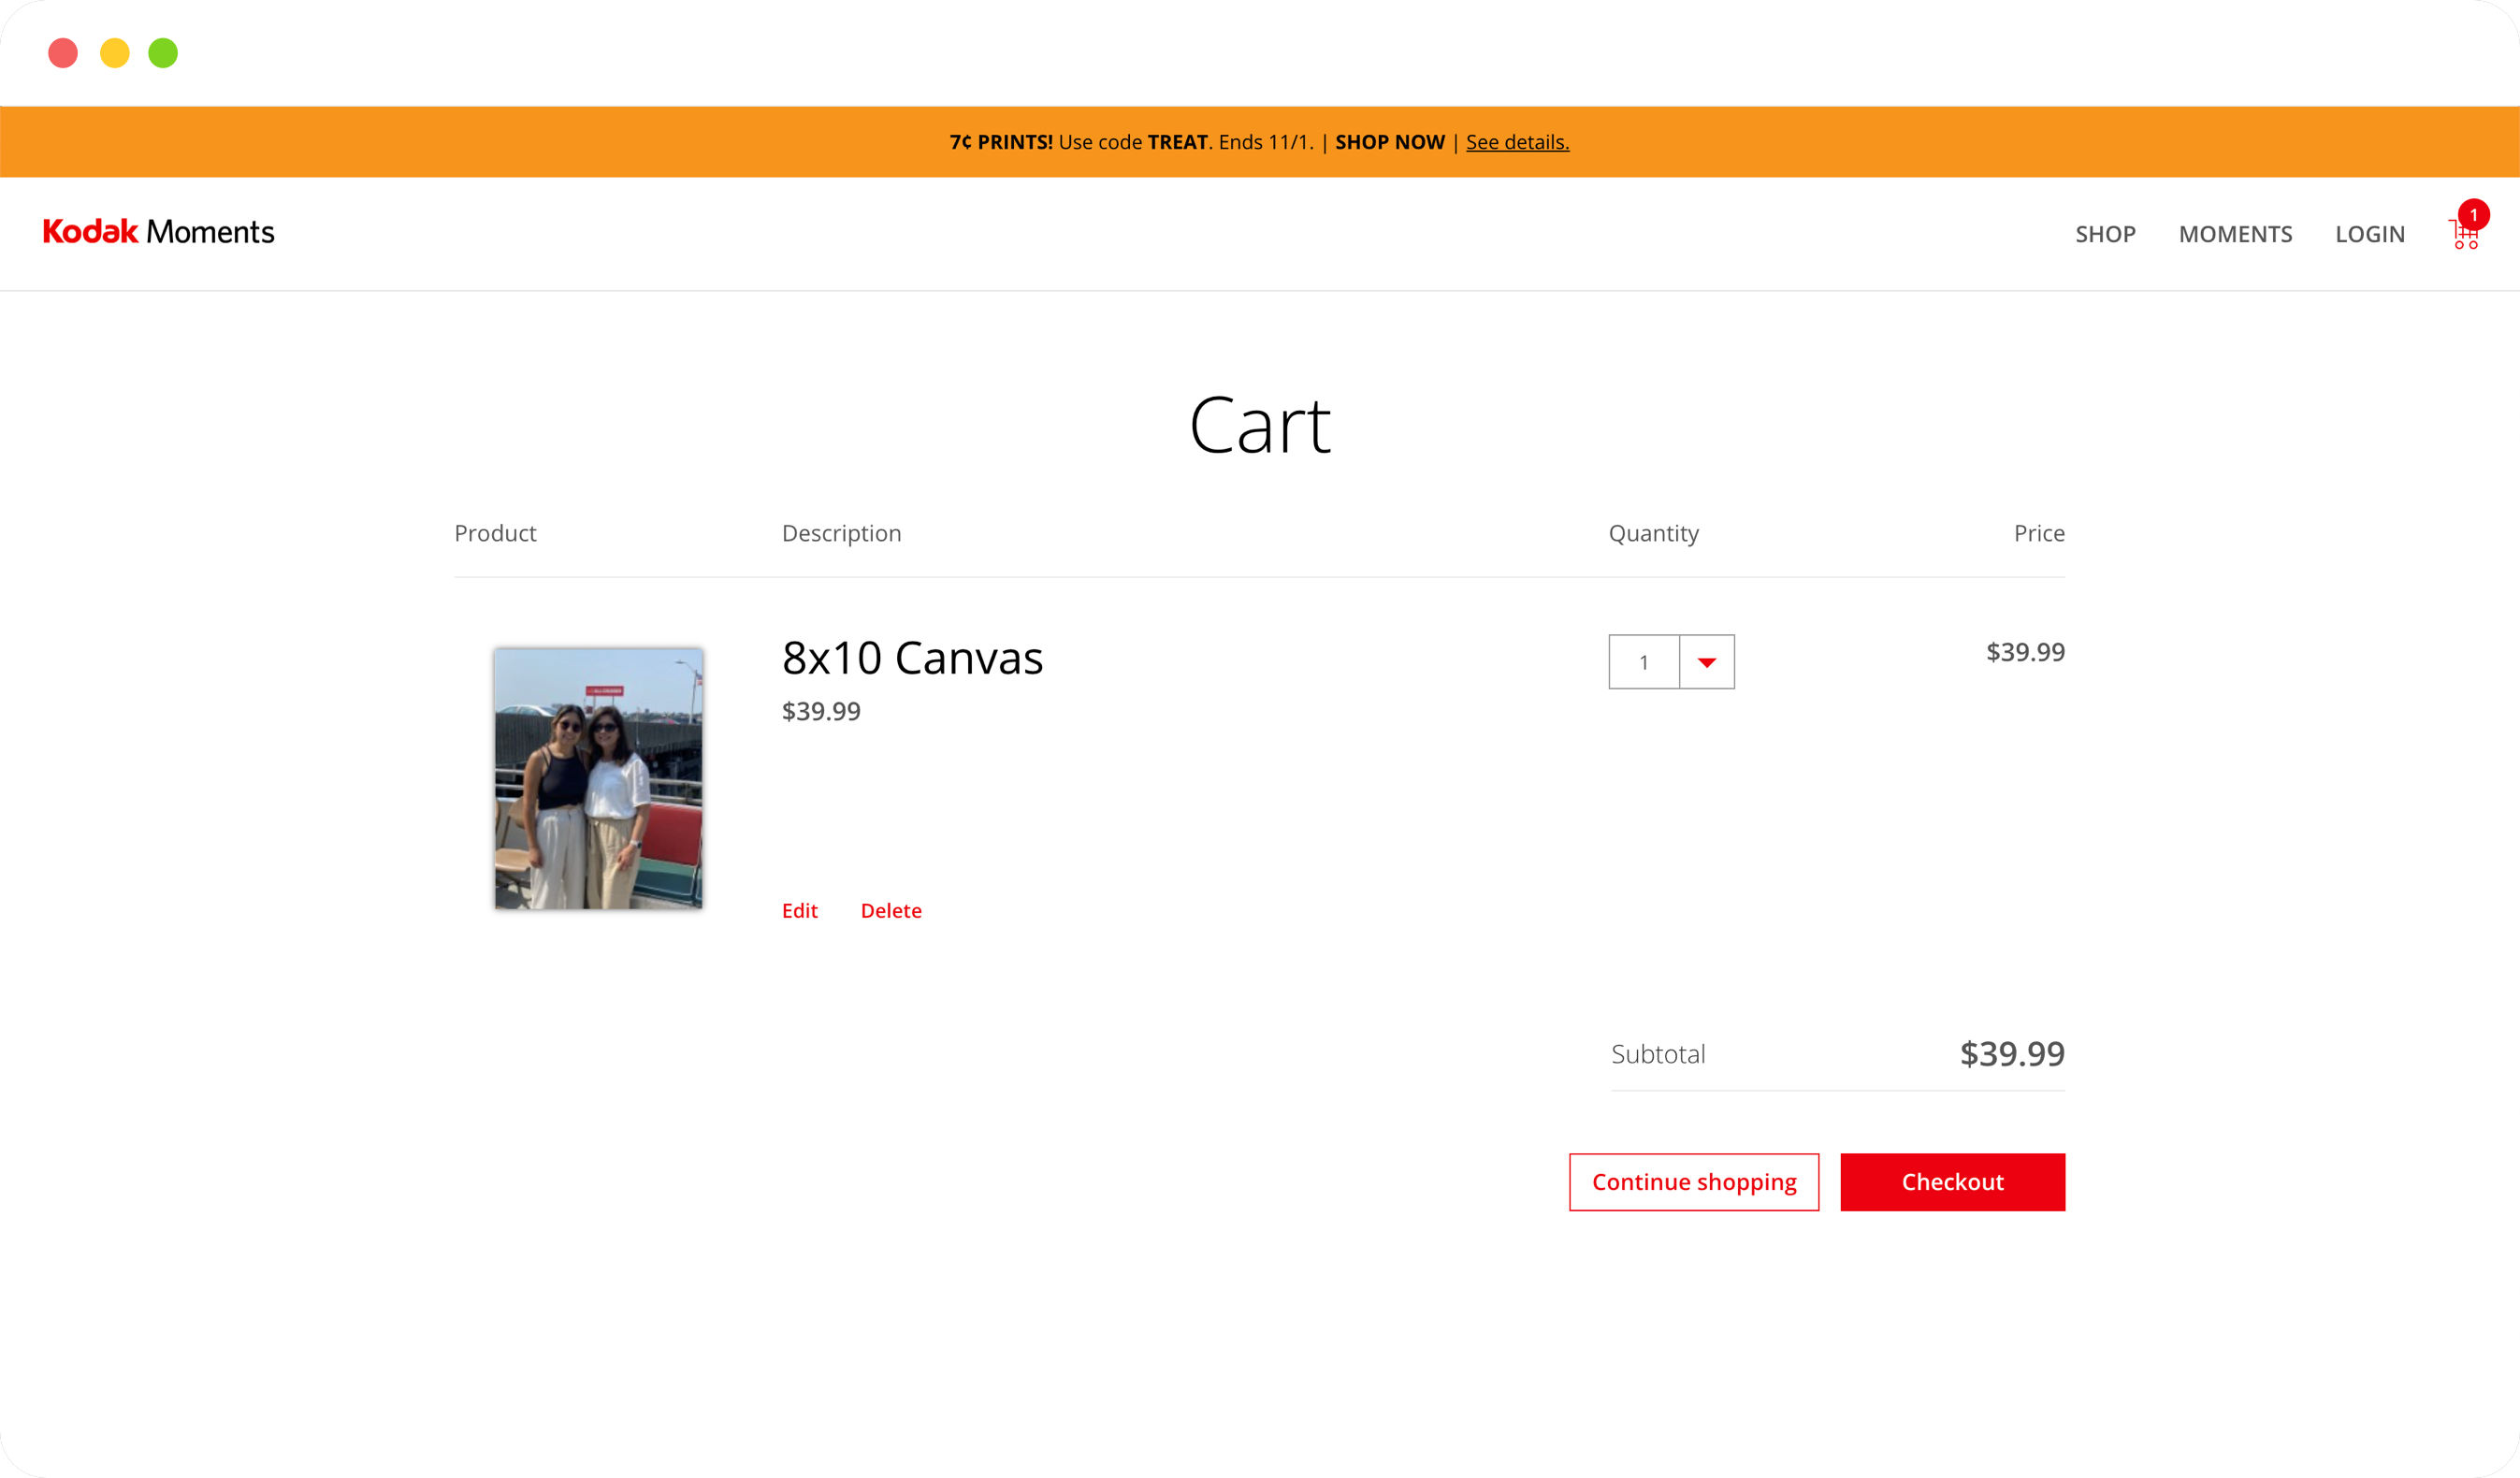 7¢ PRINTS! Use code TREAT. Ends 11/1. | SHOP NOW | See details.
Kodak Moments
SHOP MOMENTS LOGIN 1
Cart
Product Description Quantity Price
8x10 Canvas 1 $39.99
$39.99
Edit Delete
Subtotal $39.99
Continue shopping Checkout